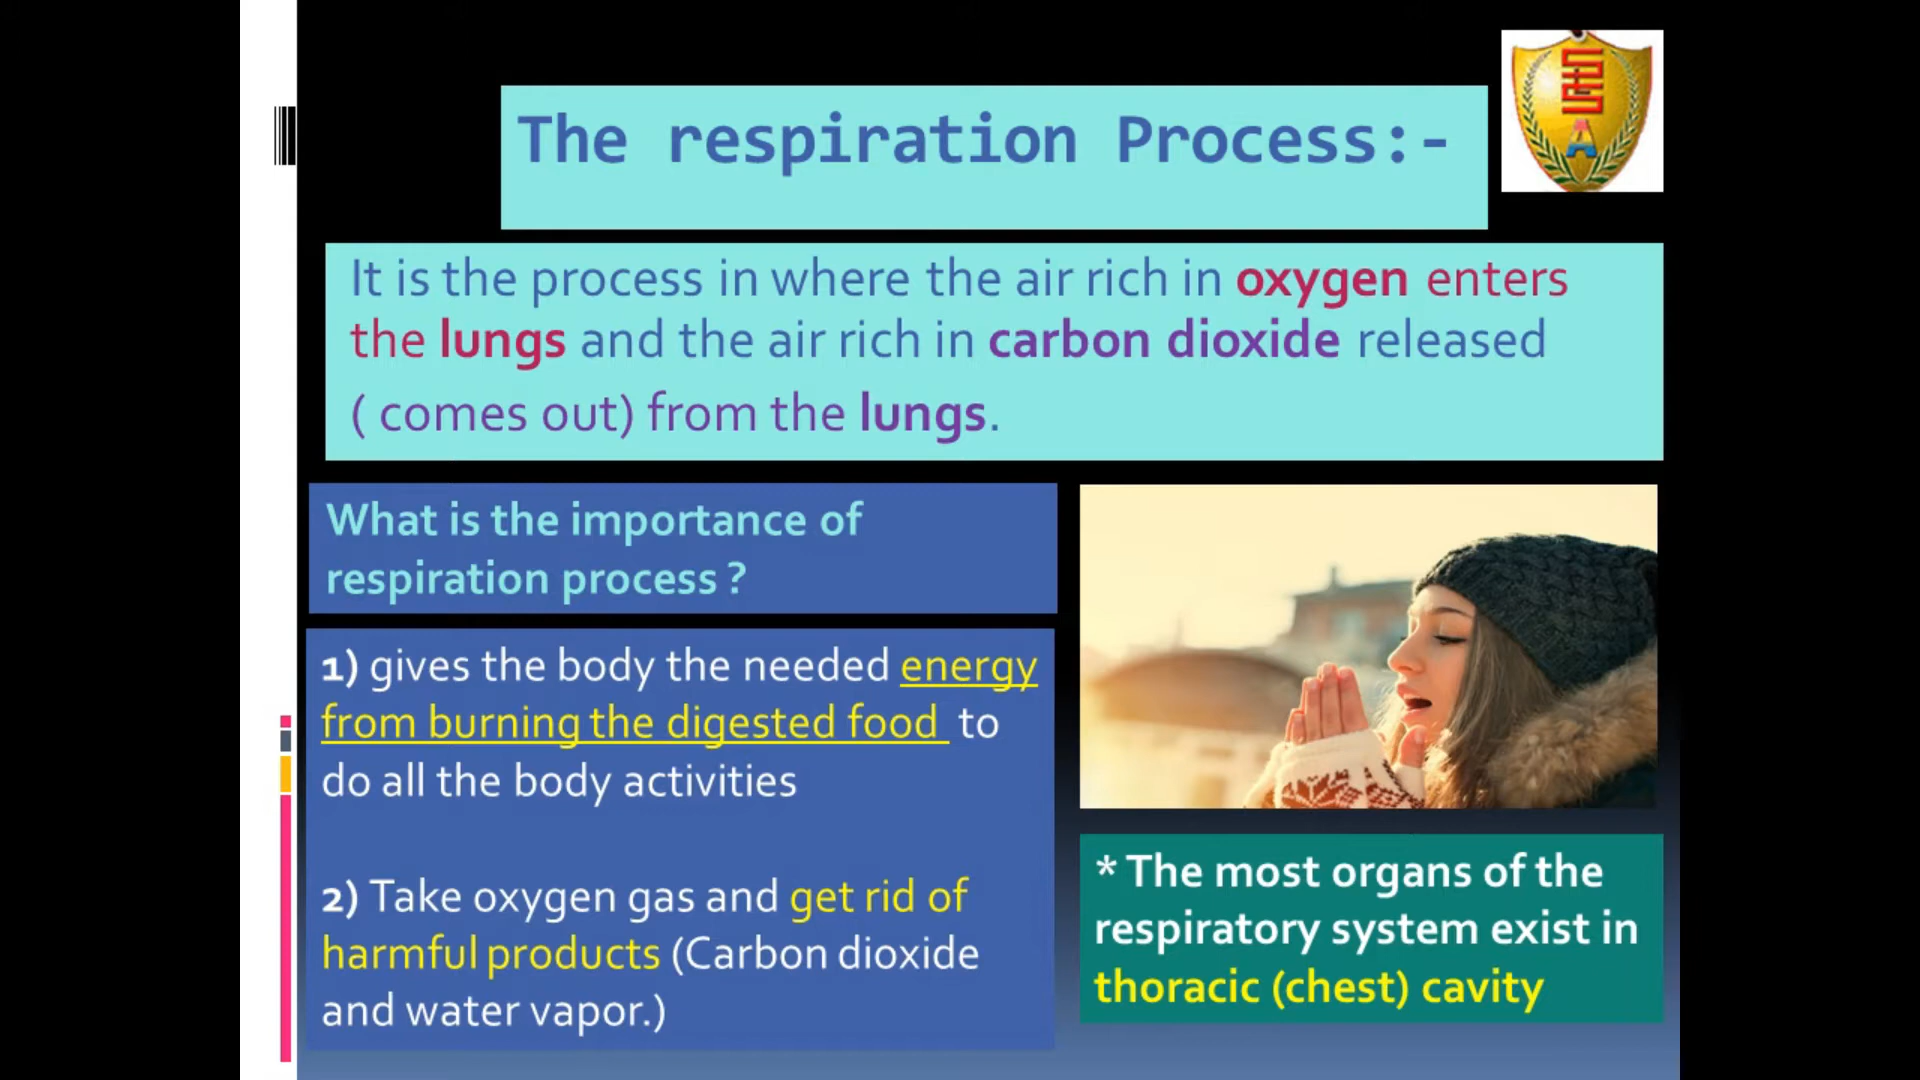 The respiration Process:-
It is the process in where the air rich in oxygen enters
the lungs and the air rich in carbon dioxide released
( comes out) from the lungs.
What is the importance of
respiration process ?
1) gives the body the needed energy
from burning the digested food to
do all the body activities
2) Take oxygen gas and get rid of
harmful products (Carbon dioxide
and water vapor.)
* The most organs of the
respiratory system exist in
thoracic (chest) cavity